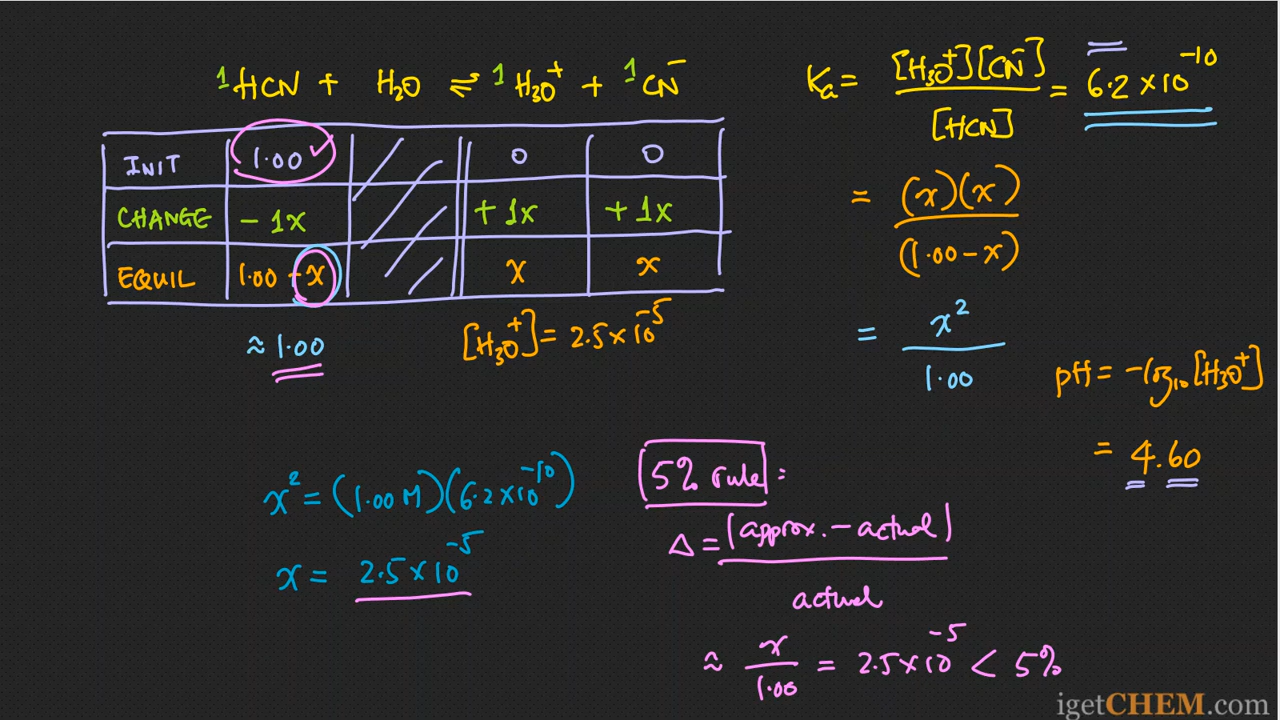 ¹HCN + H₂O ⇌ ¹H₃O⁺ + ¹CN⁻
INIT 1.00 ✓ 0 0
CHANGE - 1x + 1x + 1x
EQUIL 1.00 - x x x
≈ 1.00
[H₃O⁺] = 2.5 × 10⁻⁵
Ka = [H₃O⁺][CN⁻] / [HCN] = 6.2 × 10⁻¹⁰
= (x)(x) / (1.00 - x)
= x² / 1.00
pH = -log₁₀ [H₃O⁺]
= 4.60
x² = (1.00 M)(6.2 × 10⁻¹⁰)
x = 2.5 × 10⁻⁵
5% rule:
Δ = |approx. - actual| / actual
≈ x / 1.00 = 2.5 × 10⁻⁵ < 5%
igetCHEM.com